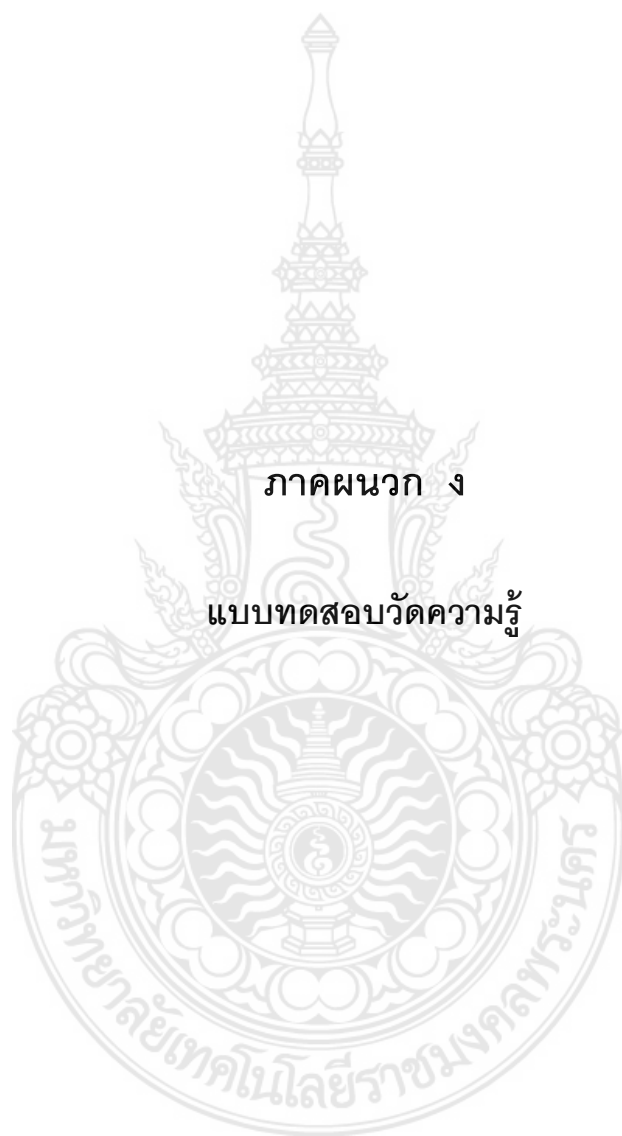 ภาคผนวก ง
แบบทดสอบวัดความรู้
มหาวิทยาลัยเทคโนโลยีราชมงคลพระนคร